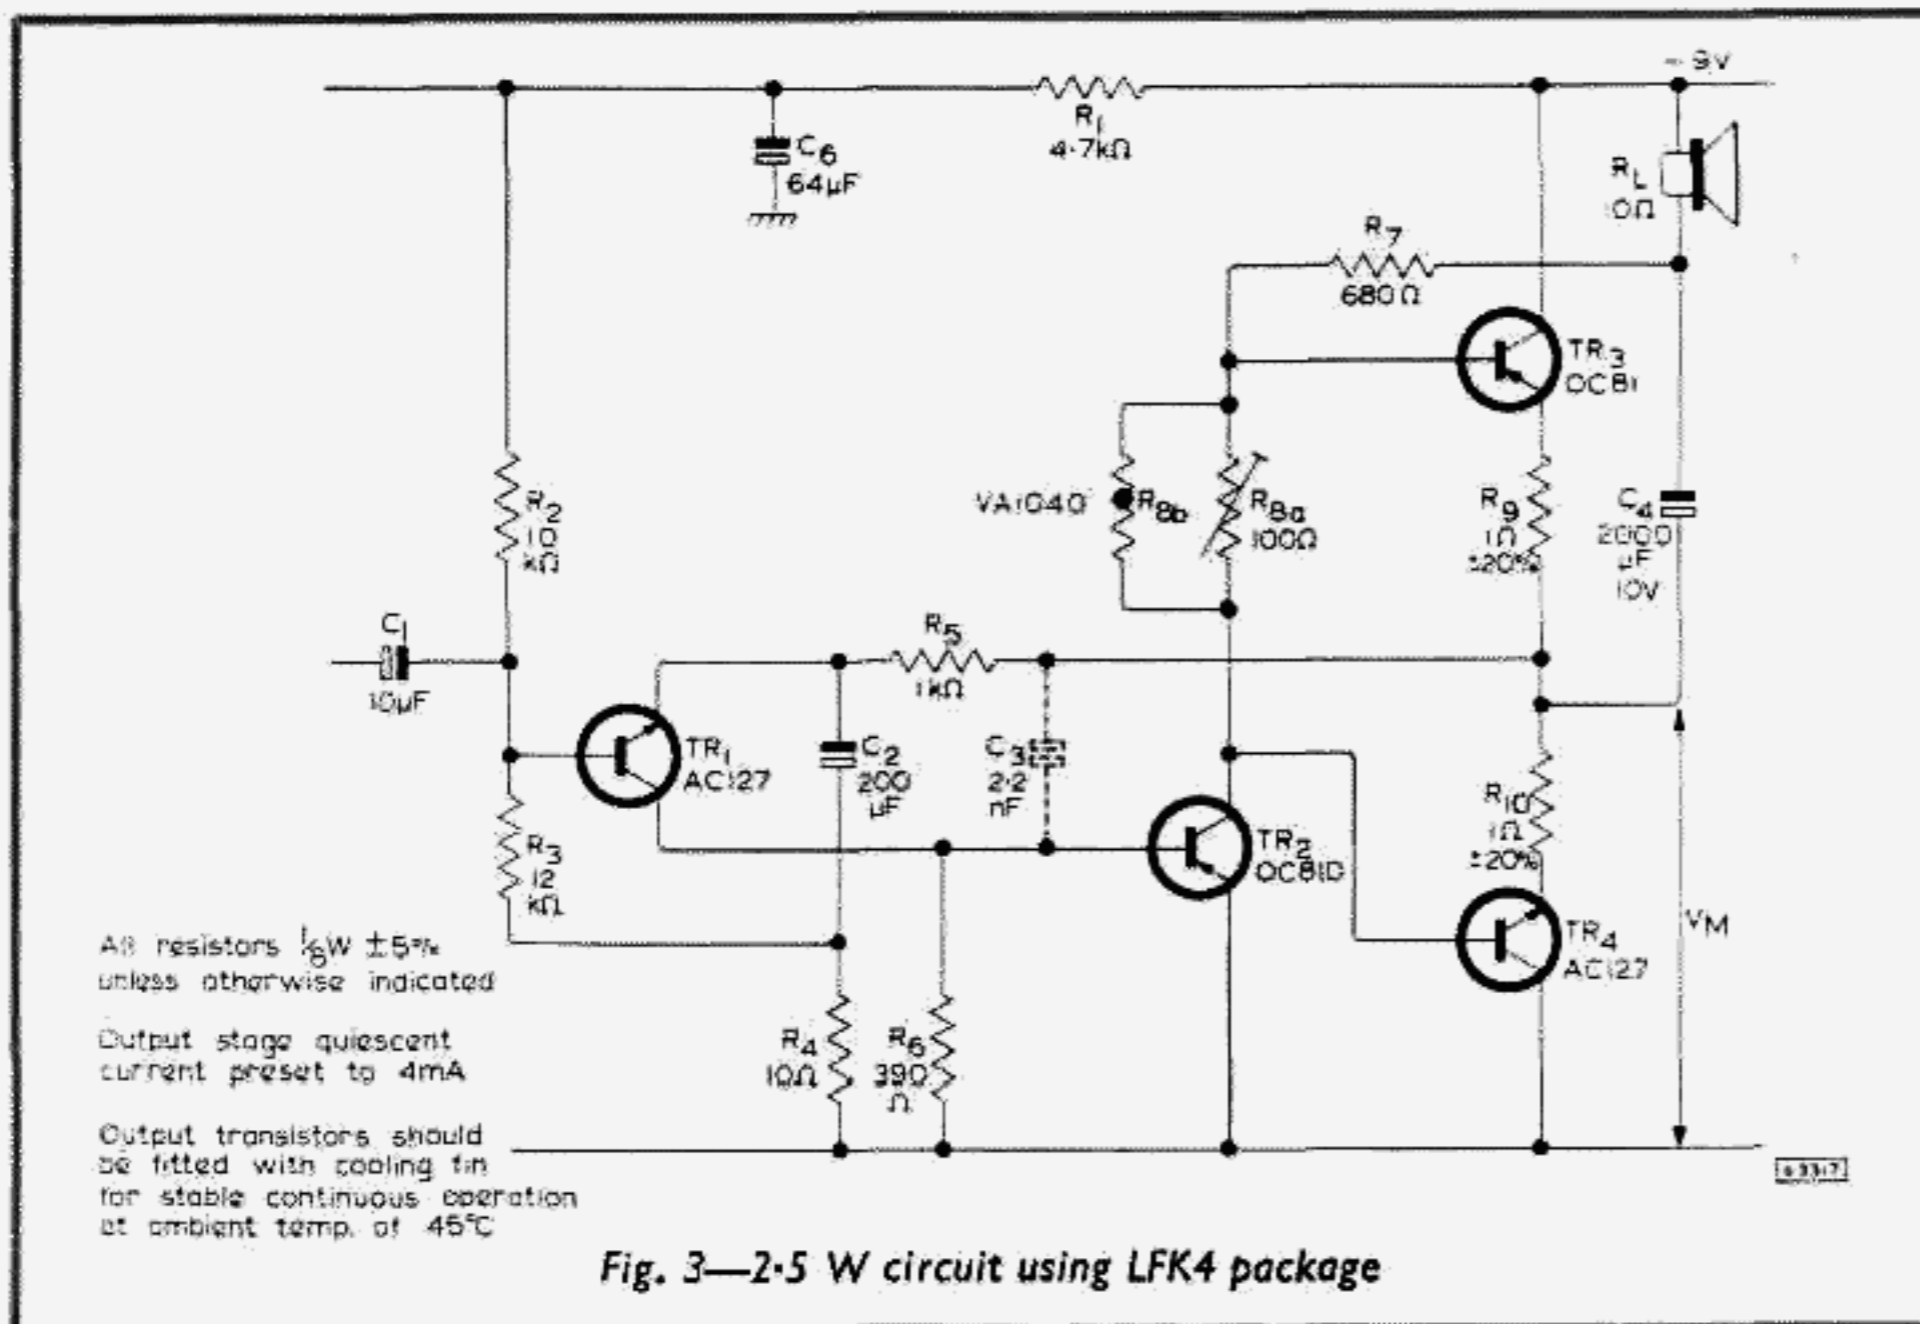 - 9V
R1
4·7kΩ
C6
64µF
RL
10Ω
R7
680Ω
TR3
OC81
R2
10
kΩ
VA1040
R8b
R8a
100Ω
R9
1Ω
±20%
C4
2000
µF
10V
C1
10µF
R5
1kΩ
TR1
AC127
C2
200
µF
C3
2·2
nF
R10
1Ω
±20%
R3
12
kΩ
TR2
OC81D
TR4
AC127
VM
R4
10Ω
R6
390
Ω
All resistors ⅛W ±5%
unless otherwise indicated
Output stage quiescent
current preset to 4mA
Output transistors should
be fitted with cooling fin
for stable continuous operation
at ambient temp. of 45°C
Fig. 3—2·5 W circuit using LFK4 package